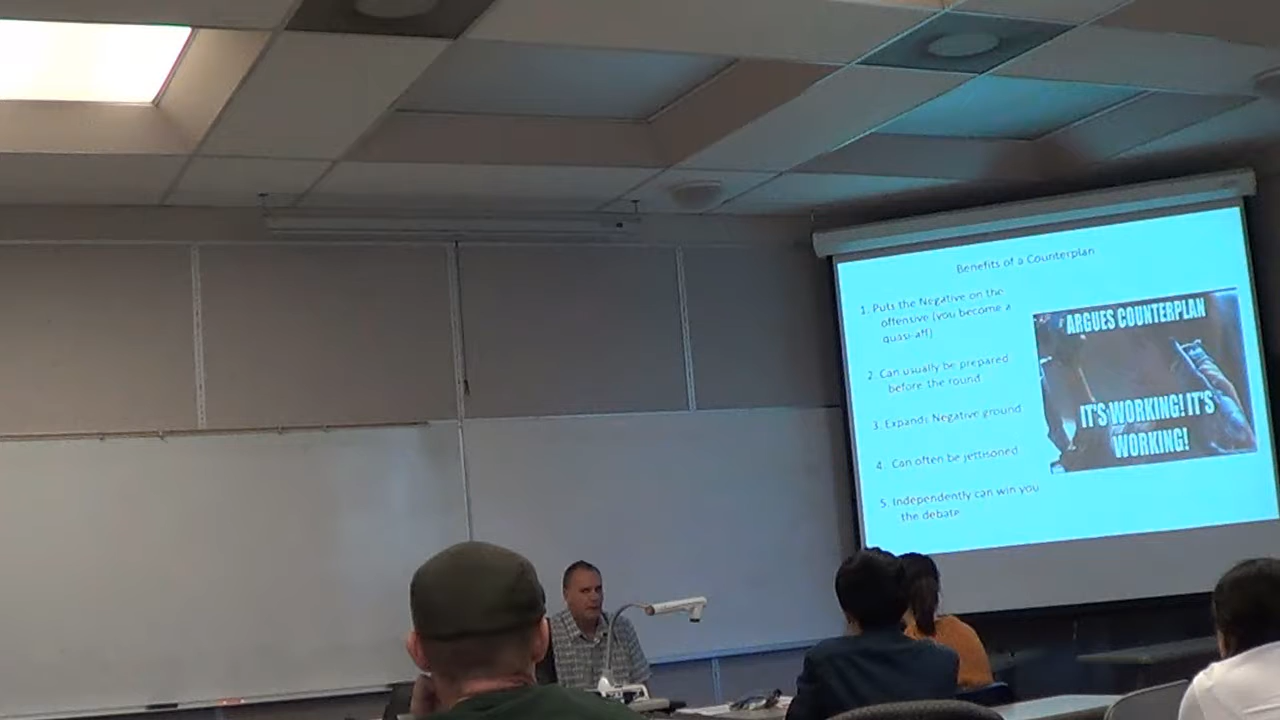 Benefits of a Counterplan
1. Puts the Negative on the
offensive (you become a
quasi-aff)
2. Can usually be prepared
before the round
3. Expands Negative ground
4. Can often be jettisoned
5. Independently can win you
the debate
ARGUES COUNTERPLAN
IT'S WORKING! IT'S
WORKING!